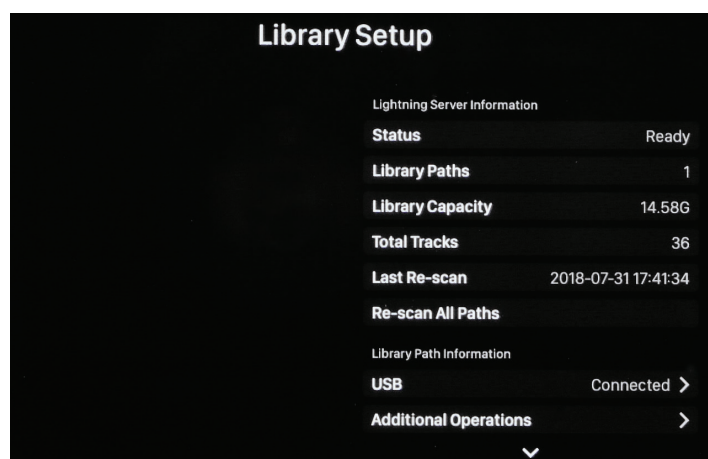 Library Setup
Lightning Server Information
Status Ready
Library Paths 1
Library Capacity 14.58G
Total Tracks 36
Last Re-scan 2018-07-31 17:41:34
Re-scan All Paths
Library Path Information
USB Connected
Additional Operations